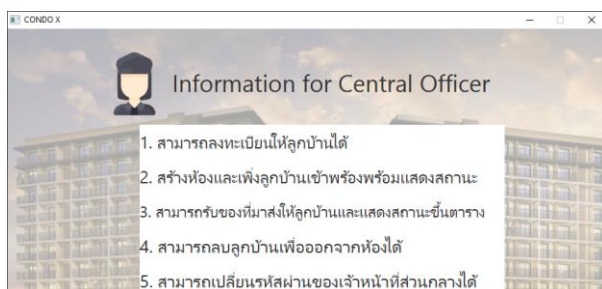 CONDO X
Information for Central Officer
1. สามารถลงทะเบียนให้ลูกบ้านได้
2. สร้างห้องและเพิ่งลูกบ้านเข้าพร้องพร้อมแสดงสถานะ
3. สามารถรับของที่มาส่งให้ลูกบ้านและแสดงสถานะขึ้นตาราง
4. สามารถลบลูกบ้านเพื่อออกจากห้องได้
5. สามารถเปลี่ยนรหัสผ่านของเจ้าหน้าที่ส่วนกลางได้